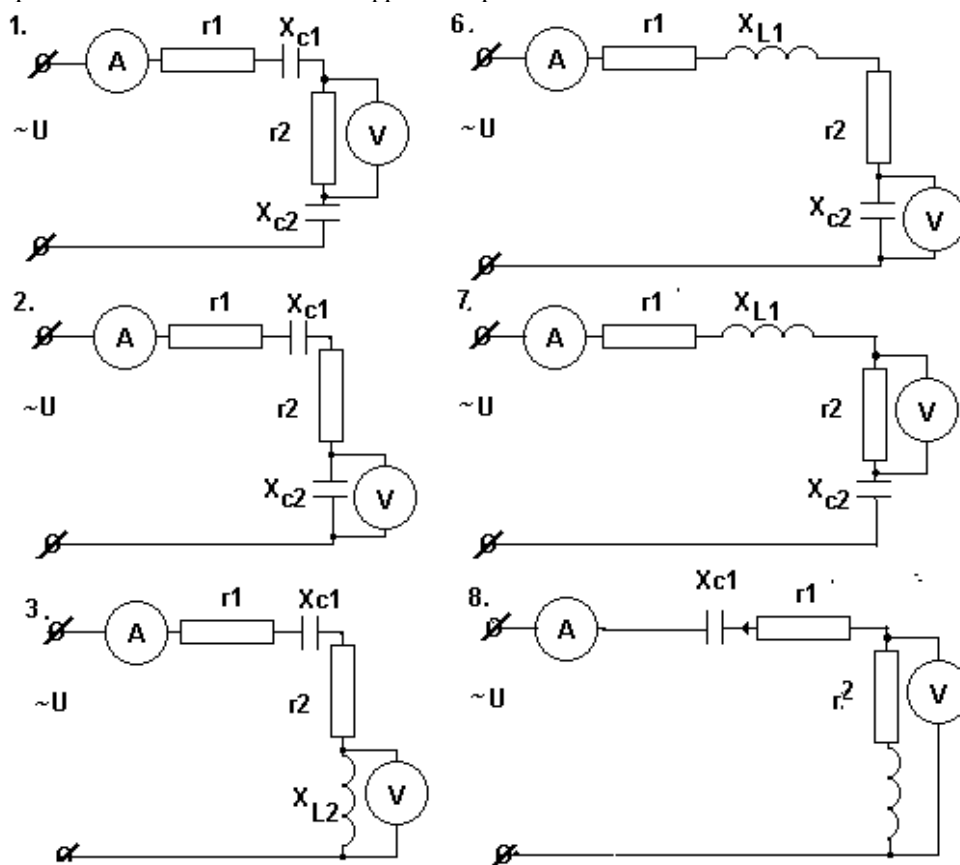 1.
r1
Xc1
A
r2
V
~U
Xc2
6.
r1
XL1
A
r2
~U
Xc2
V
2.
r1
Xc1
A
r2
~U
Xc2
V
7.
r1
XL1
A
r2
V
~U
Xc2
3.
r1
Xc1
A
r2
~U
XL2
V
8.
Xc1
r1
A
r2
V
~U